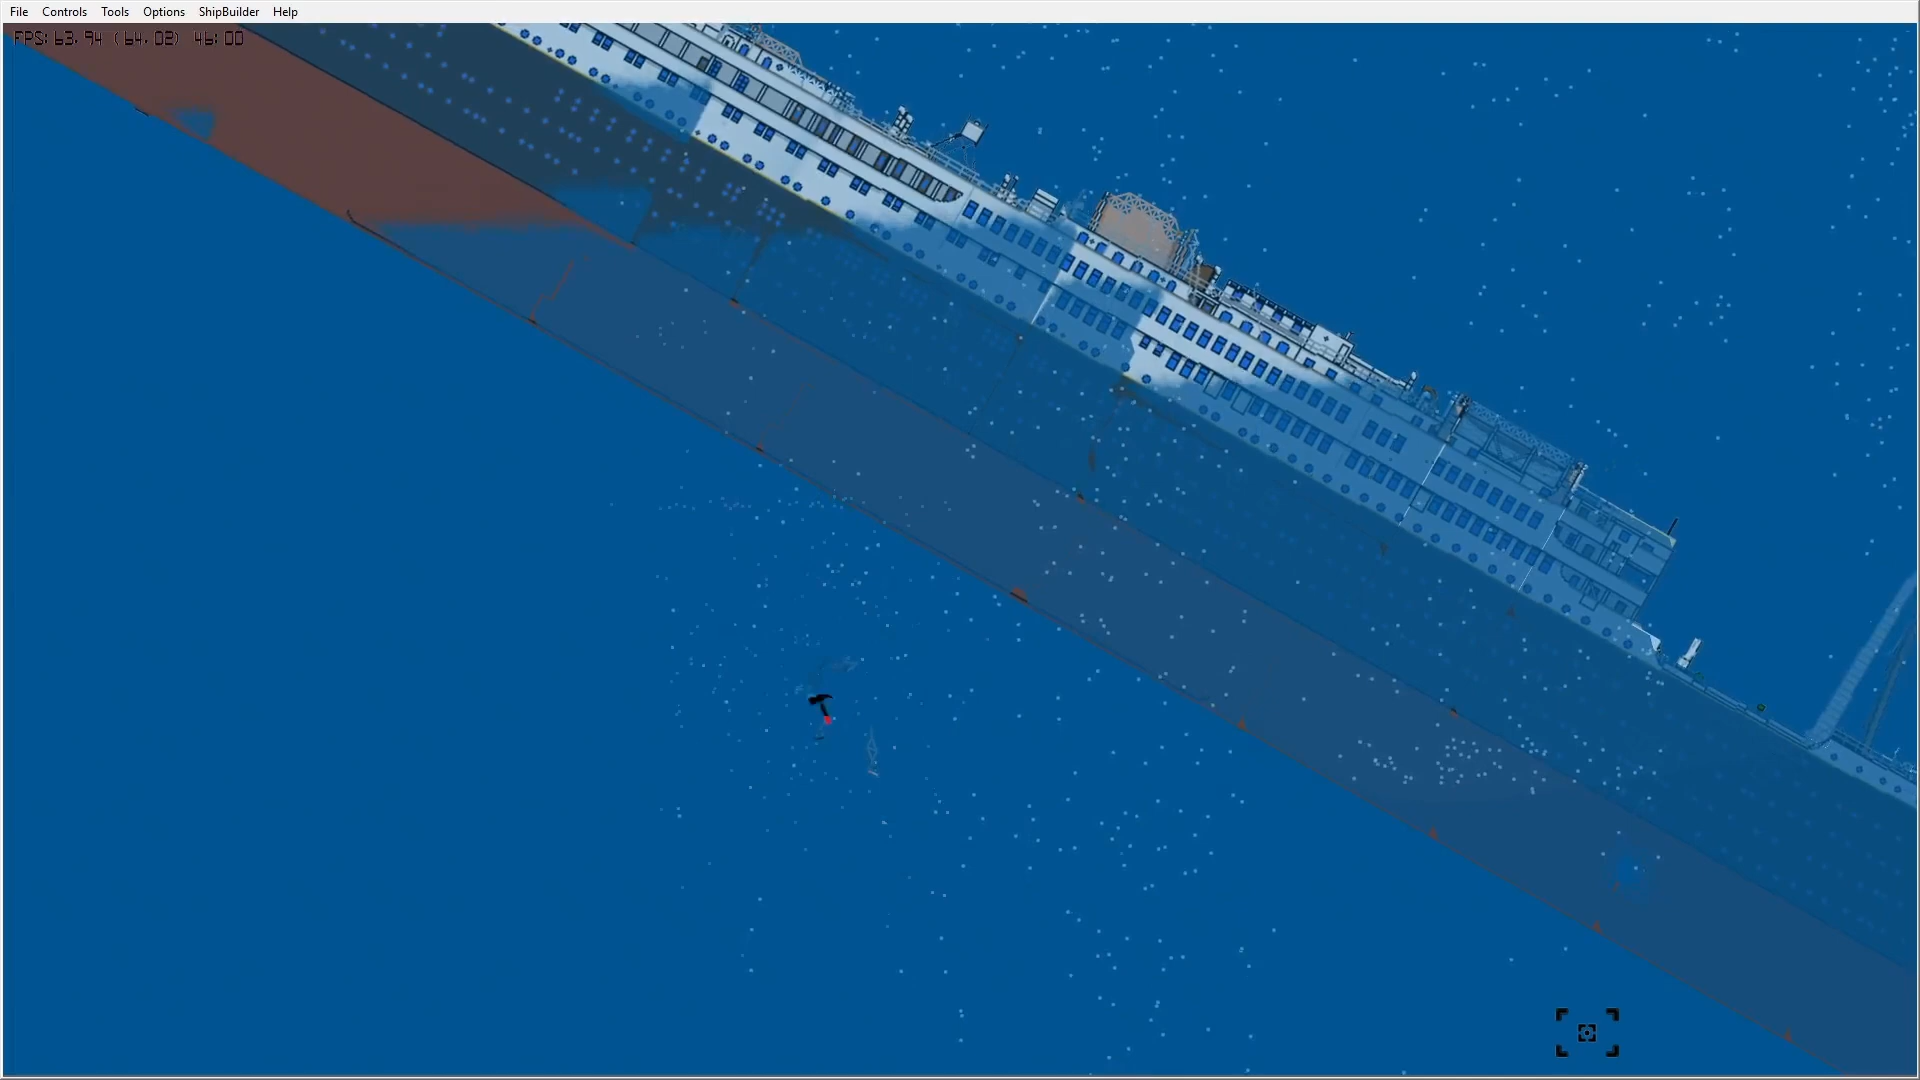 File Controls Tools Options ShipBuilder Help
FPS: 63.94 (64.02) 46:00